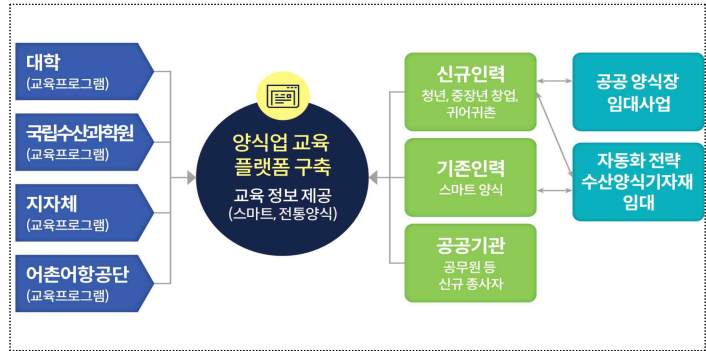 대학
(교육프로그램)
국립수산과학원
(교육프로그램)
지자체
(교육프로그램)
어촌어항공단
(교육프로그램)
양식업 교육
플랫폼 구축
교육 정보 제공
(스마트, 전통양식)
신규인력
청년, 중장년 창업,
귀어귀촌
기존인력
스마트 양식
공공기관
공무원 등
신규 종사자
공공 양식장
임대사업
자동화 전략
수산양식기자재
임대